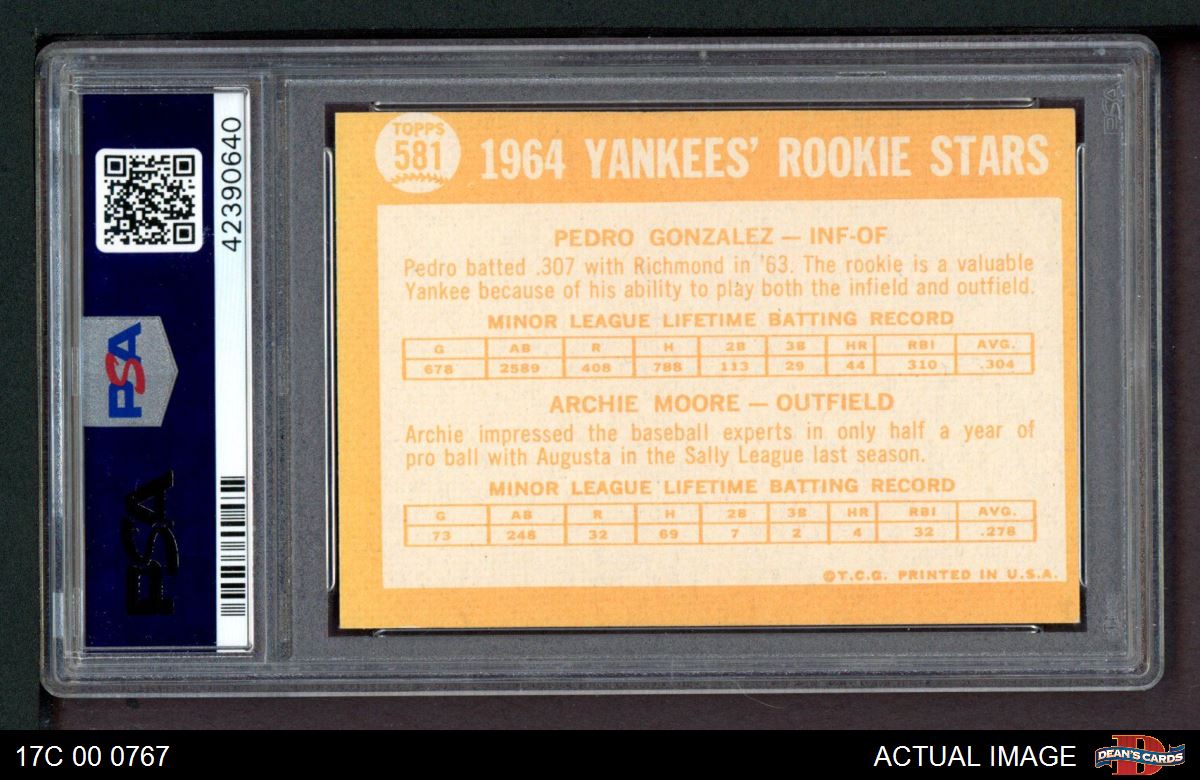 TOPPS
581
1964 YANKEES' ROOKIE STARS
PEDRO GONZALEZ — INF-OF
Pedro batted .307 with Richmond in '63. The rookie is a valuable
Yankee because of his ability to play both the infield and outfield.
MINOR LEAGUE LIFETIME BATTING RECORD
G AB R H 2B 3B HR RBI AVG.
678 2589 408 788 113 29 44 310 .304
ARCHIE MOORE — OUTFIELD
Archie impressed the baseball experts in only half a year of
pro ball with Augusta in the Sally League last season.
MINOR LEAGUE LIFETIME BATTING RECORD
G AB R H 2B 3B HR RBI AVG.
73 248 32 69 7 2 4 32 .278
©T.C.G. PRINTED IN U.S.A.
42390640
PSA
PSA
PSA
17C 00 0767
ACTUAL IMAGE
D
DEAN'S CARDS